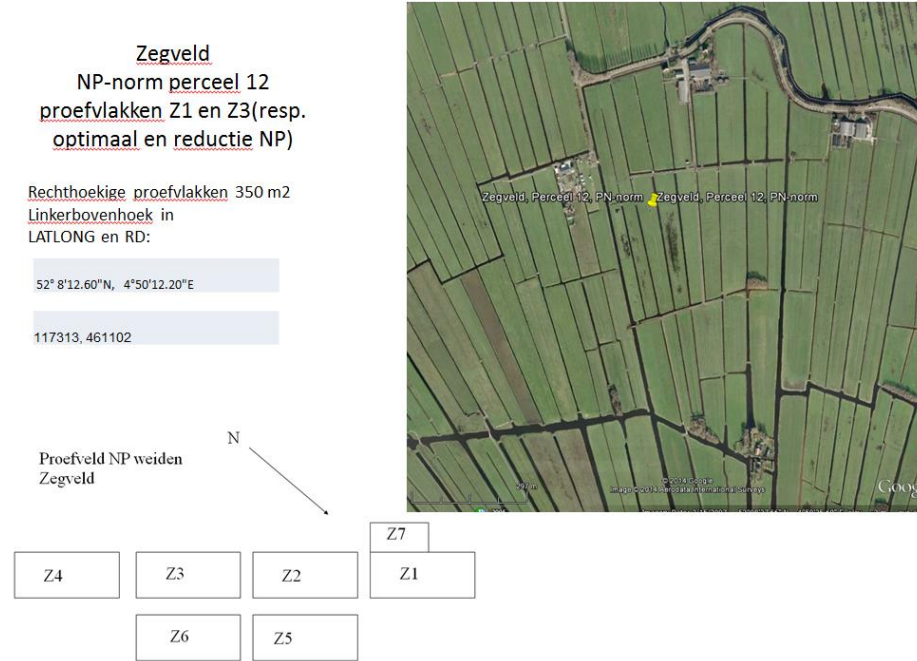 Zegveld
NP-norm perceel 12
proefvlakken Z1 en Z3(resp.
optimaal en reductie NP)
Rechthoekige proefvlakken 350 m2
Linkerbovenhoek in
LATLONG en RD:
52° 8'12.60"N, 4°50'12.20"E
117313, 461102
Zegveld, Perceel 12, PN-norm
Zegveld, Perceel 12, PN-norm
© 2014 Google
Image © 2014 Aerodata International Surveys
Goog
N
Proefveld NP weiden
Zegveld
Z7
Z4
Z3
Z2
Z1
Z6
Z5